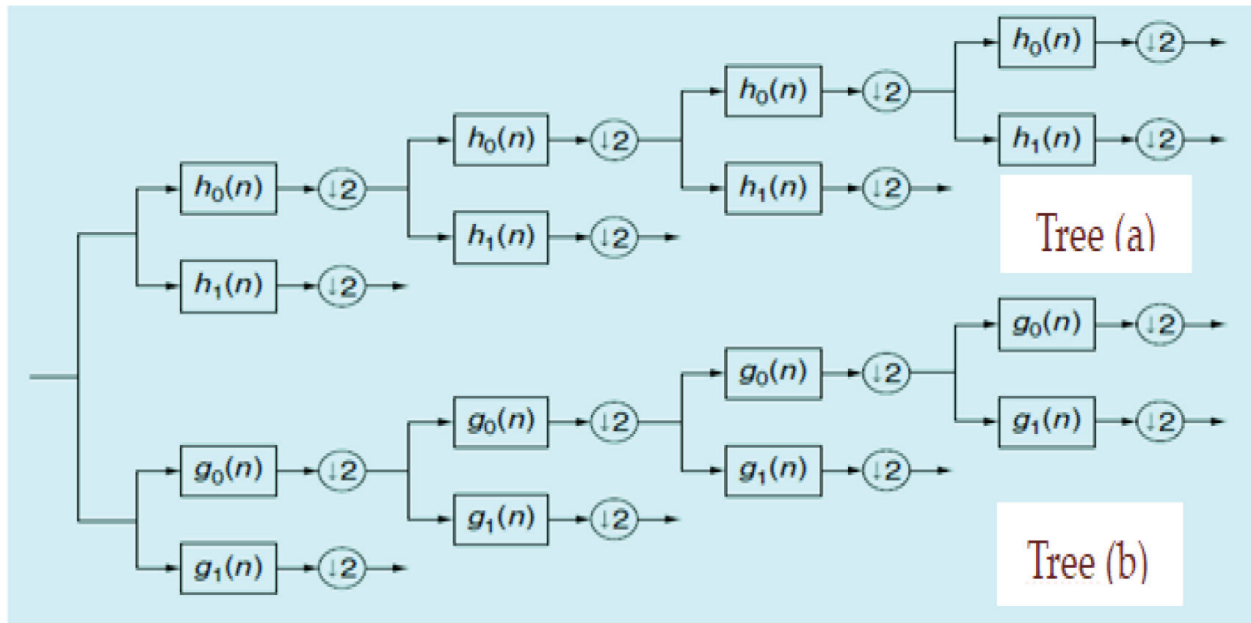 h₀(n) ↓2
h₀(n) ↓2
h₀(n) ↓2
h₁(n) ↓2
h₀(n) ↓2
h₁(n) ↓2
h₁(n) ↓2
h₁(n) ↓2
Tree (a)
g₀(n) ↓2
g₀(n) ↓2
g₀(n) ↓2
g₁(n) ↓2
g₀(n) ↓2
g₁(n) ↓2
g₁(n) ↓2
g₁(n) ↓2
Tree (b)